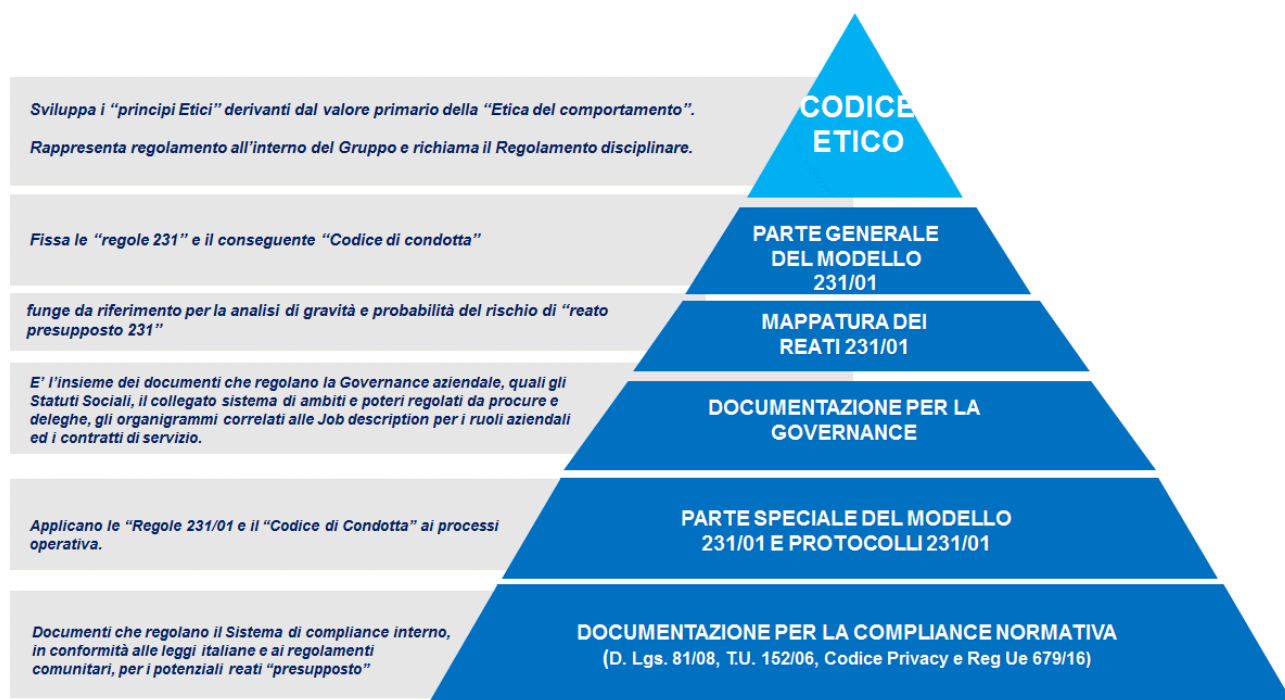 Sviluppa i “principi Etici” derivanti dal valore primario della “Etica del comportamento”.
Rappresenta regolamento all’interno del Gruppo e richiama il Regolamento disciplinare.
CODICE
ETICO
Fissa le “regole 231” e il conseguente “Codice di condotta”
PARTE GENERALE
DEL MODELLO
231/01
funge da riferimento per la analisi di gravità e probabilità del rischio di “reato
presupposto 231”
MAPPATURA DEI
REATI 231/01
E’ l’insieme dei documenti che regolano la Governance aziendale, quali gli
Statuti Sociali, il collegato sistema di ambiti e poteri regolati da procure e
deleghe, gli organigrammi correlati alle Job description per i ruoli aziendali
ed i contratti di servizio.
DOCUMENTAZIONE PER LA
GOVERNANCE
Applicano le “Regole 231/01 e il “Codice di Condotta” ai processi
operativa.
PARTE SPECIALE DEL MODELLO
231/01 E PROTOCOLLI 231/01
Documenti che regolano il Sistema di compliance interno,
in conformità alle leggi italiane e ai regolamenti
comunitari, per i potenziali reati “presupposto”
DOCUMENTAZIONE PER LA COMPLIANCE NORMATIVA
(D. Lgs. 81/08, T.U. 152/06, Codice Privacy e Reg Ue 679/16)